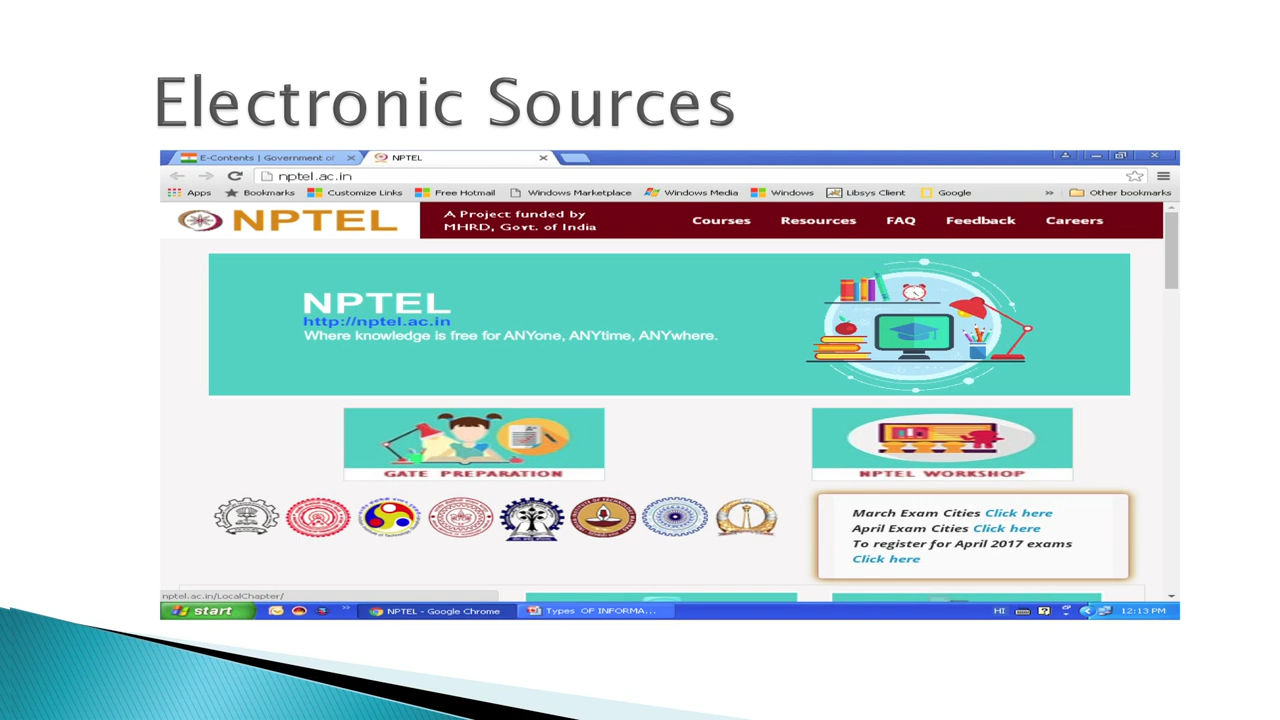 Electronic Sources
E-Contents | Government of
NPTEL
nptel.ac.in
Apps Bookmarks Customize Links Free Hotmail Windows Marketplace Windows Media Windows Libsys Client Google » Other bookmarks
NPTEL
A Project funded by
MHRD, Govt. of India
Courses Resources FAQ Feedback Careers
NPTEL
http://nptel.ac.in
Where knowledge is free for ANYone, ANYtime, ANYwhere.
GATE PREPARATION
NPTEL WORKSHOP
March Exam Cities Click here
April Exam Cities Click here
To register for April 2017 exams
Click here
nptel.ac.in/LocalChapter/
start
NPTEL - Google Chrome
Types OF INFORMA...
HI
12:13 PM